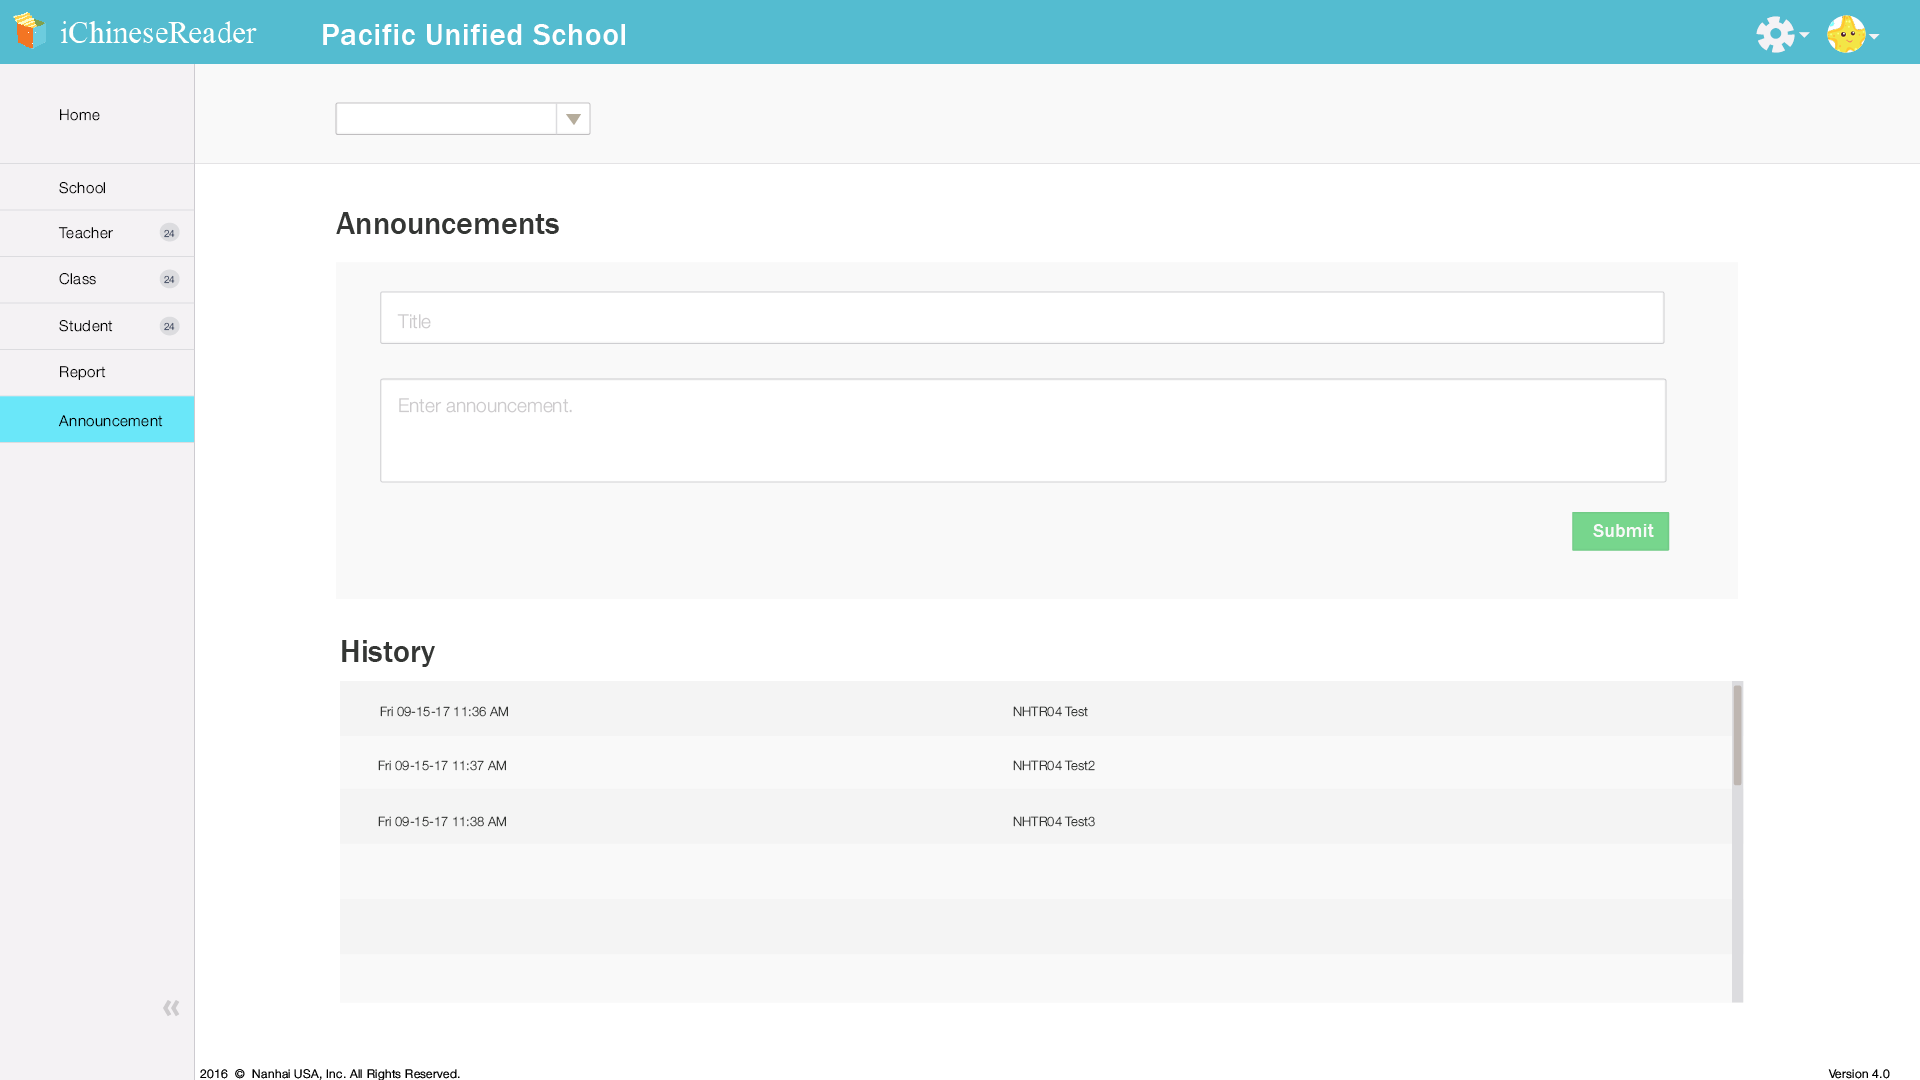 iChineseReader
Pacific Unified School
Home
School
Teacher 24
Class 24
Student 24
Report
Announcement
«
Announcements
Title
Enter announcement.
Submit
History
Fri 09-15-17 11:36 AM NHTR04 Test
Fri 09-15-17 11:37 AM NHTR04 Test2
Fri 09-15-17 11:38 AM NHTR04 Test3
2016 © Nanhai USA, Inc. All Rights Reserved.
Version 4.0